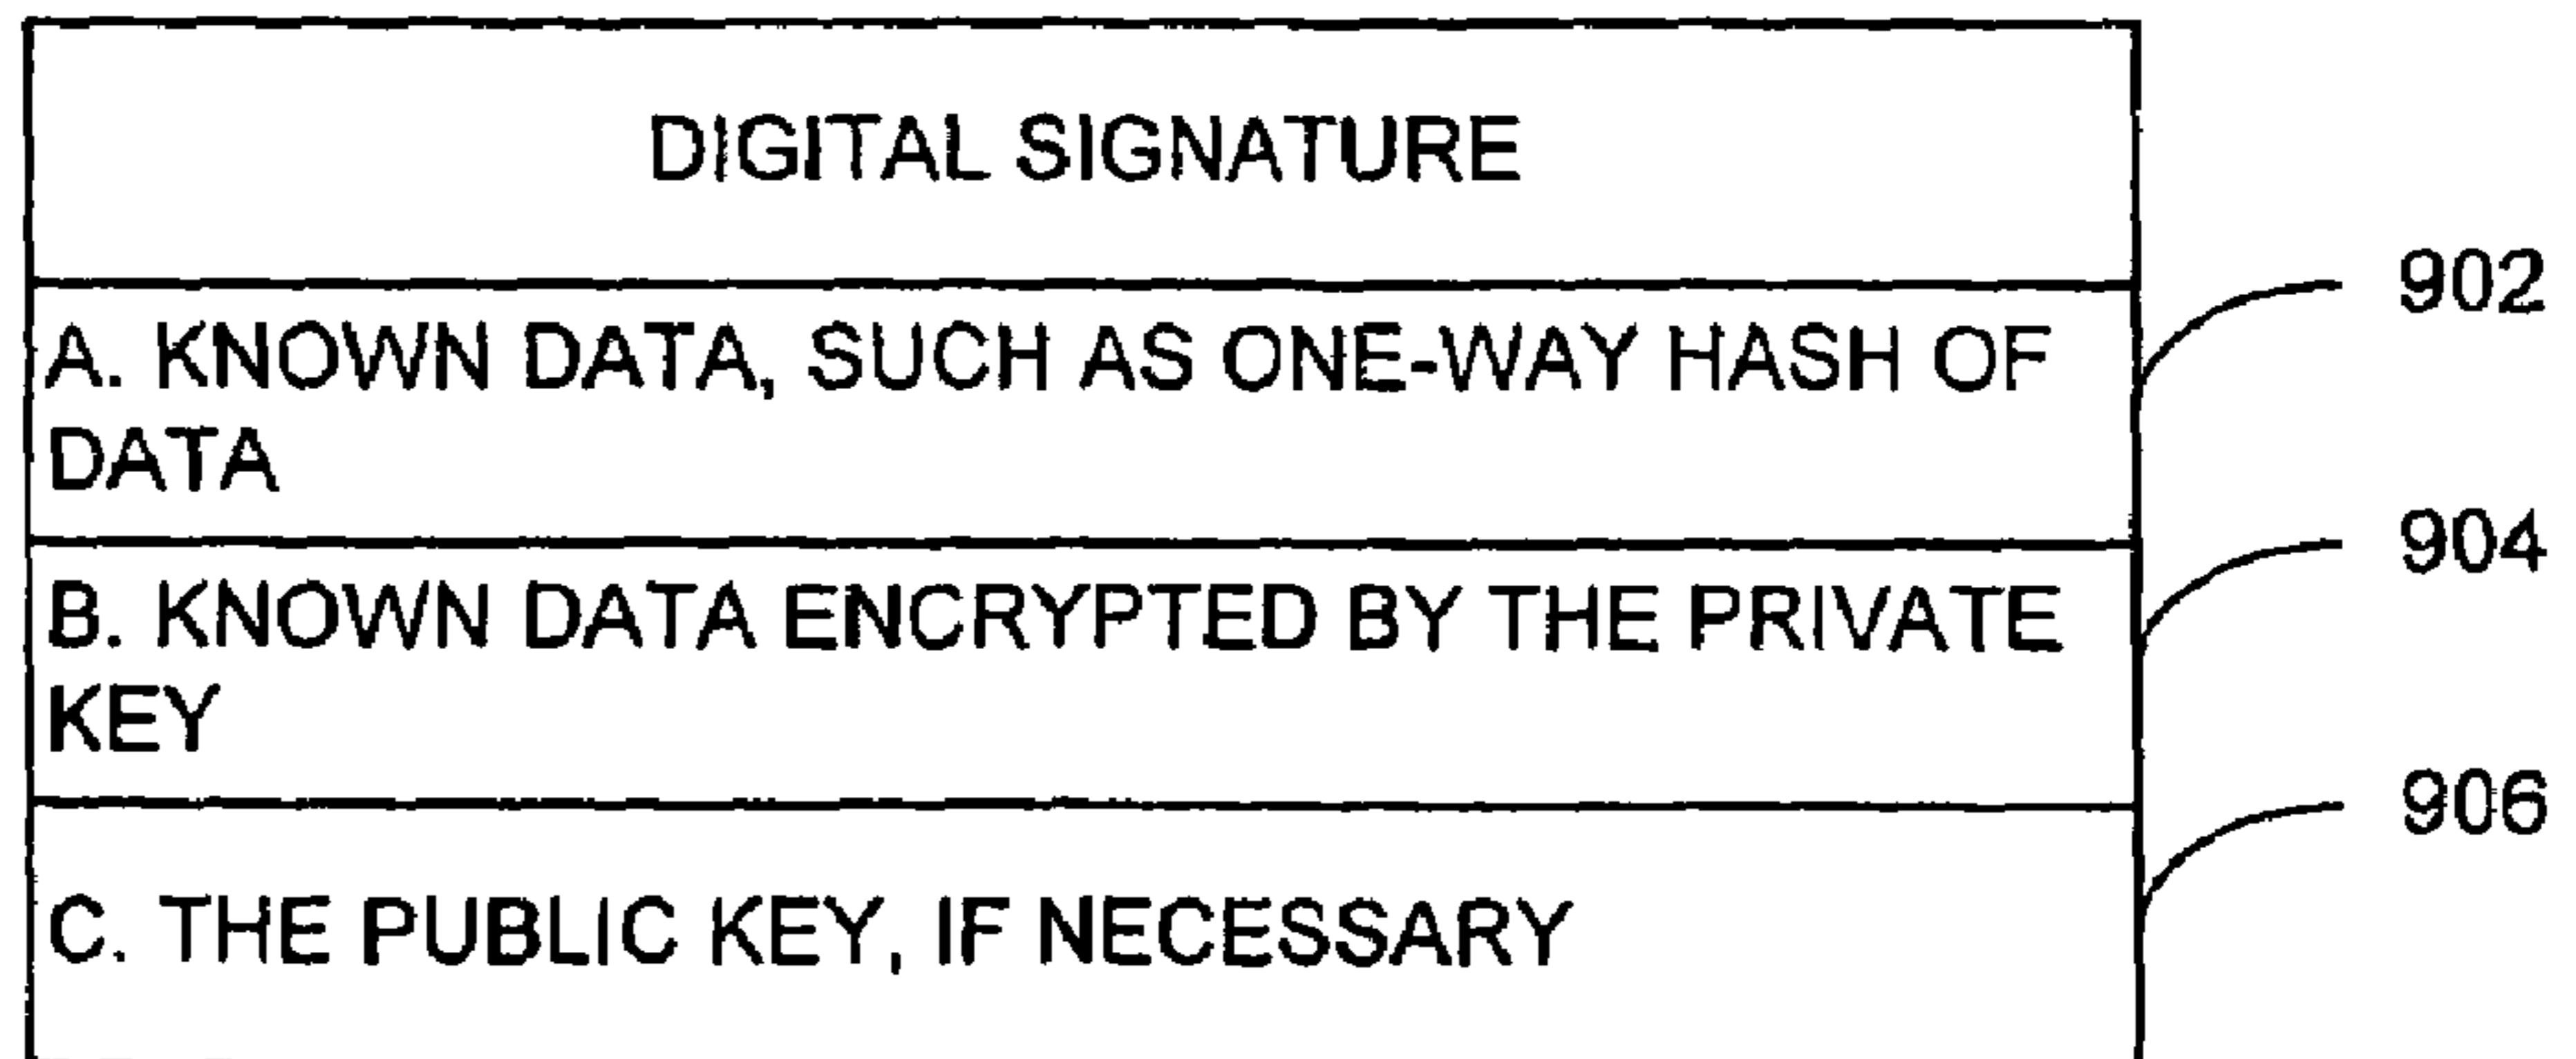 DIGITAL SIGNATURE
902
A. KNOWN DATA, SUCH AS ONE-WAY HASH OF
DATA
904
B. KNOWN DATA ENCRYPTED BY THE PRIVATE
KEY
906
C. THE PUBLIC KEY, IF NECESSARY